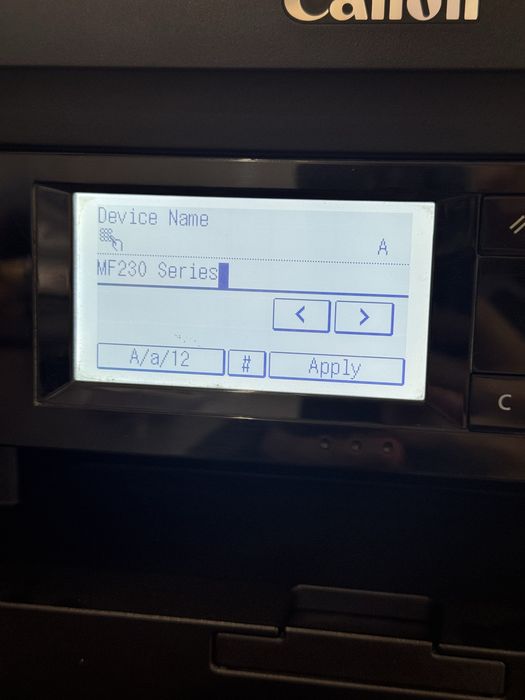 Canon
Device Name
A
MF230 Series
< >
A/a/12 # Apply
C